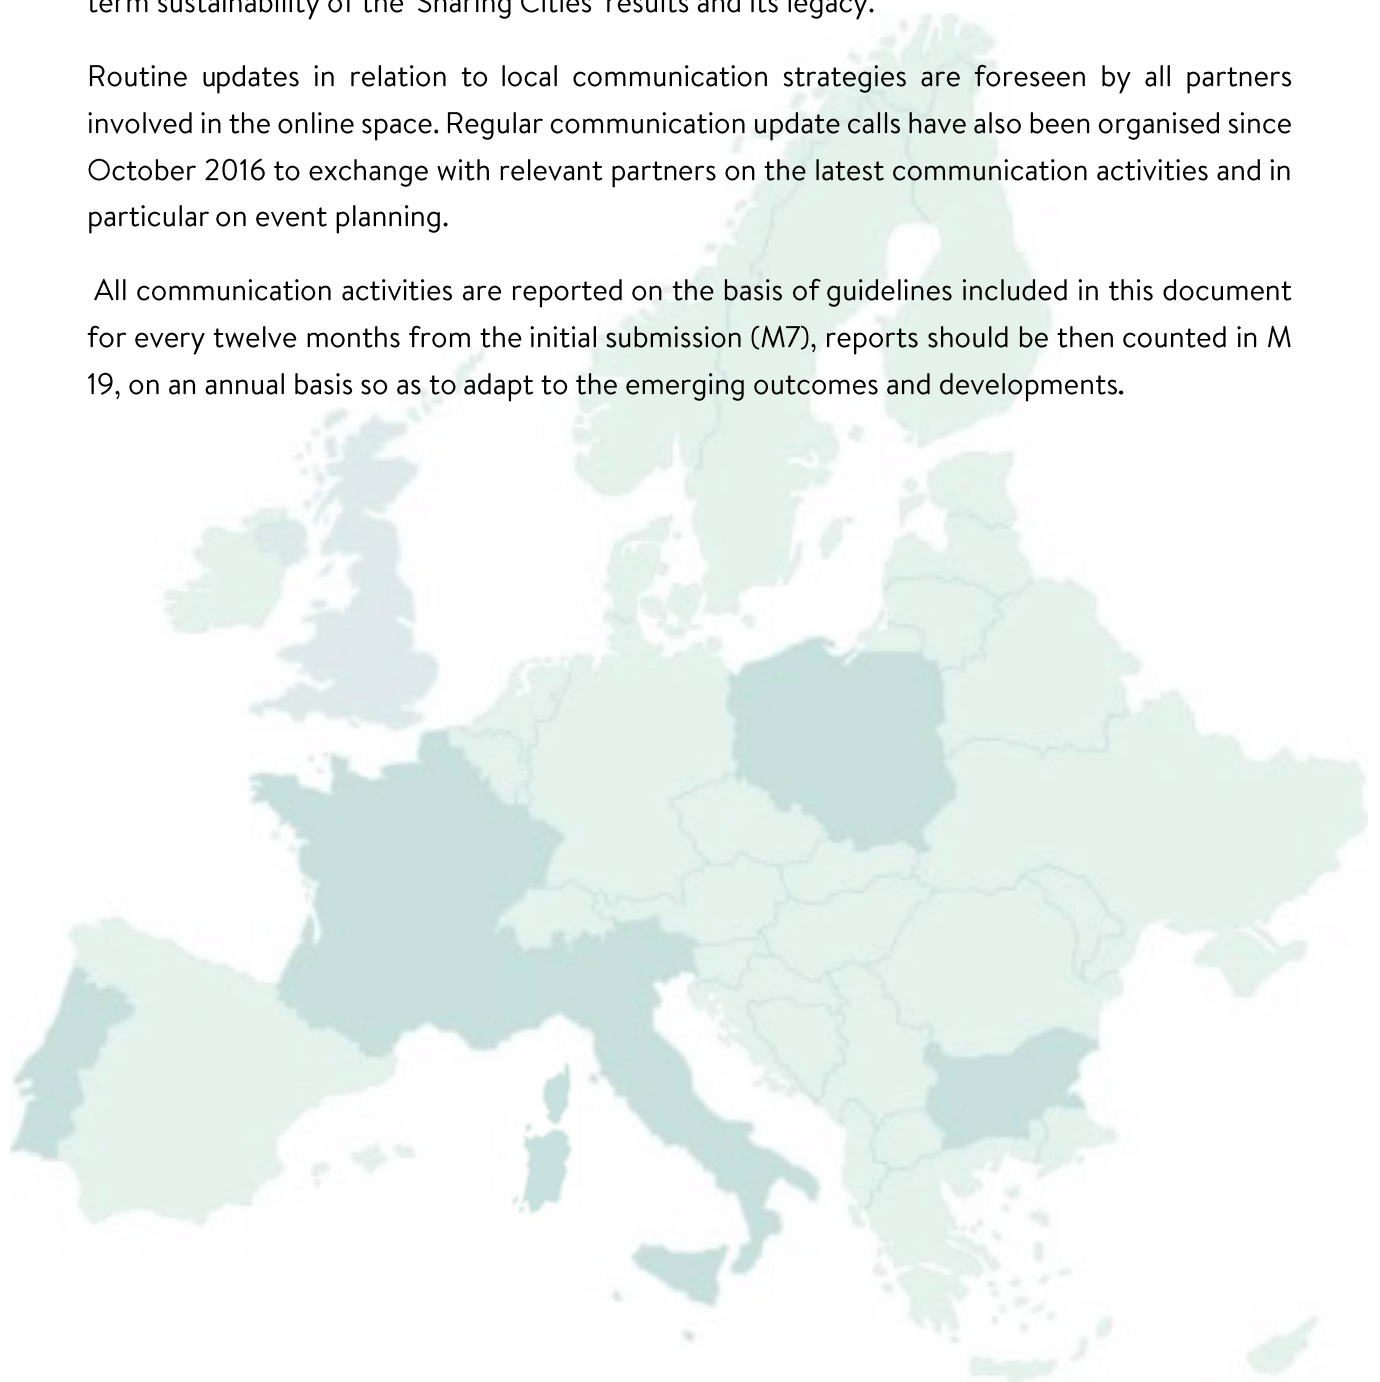 term sustainability of the 'Sharing Cities' results and its legacy.
Routine updates in relation to local communication strategies are foreseen by all partners
involved in the online space. Regular communication update calls have also been organised since
October 2016 to exchange with relevant partners on the latest communication activities and in
particular on event planning.
All communication activities are reported on the basis of guidelines included in this document
for every twelve months from the initial submission (M7), reports should be then counted in M
19, on an annual basis so as to adapt to the emerging outcomes and developments.